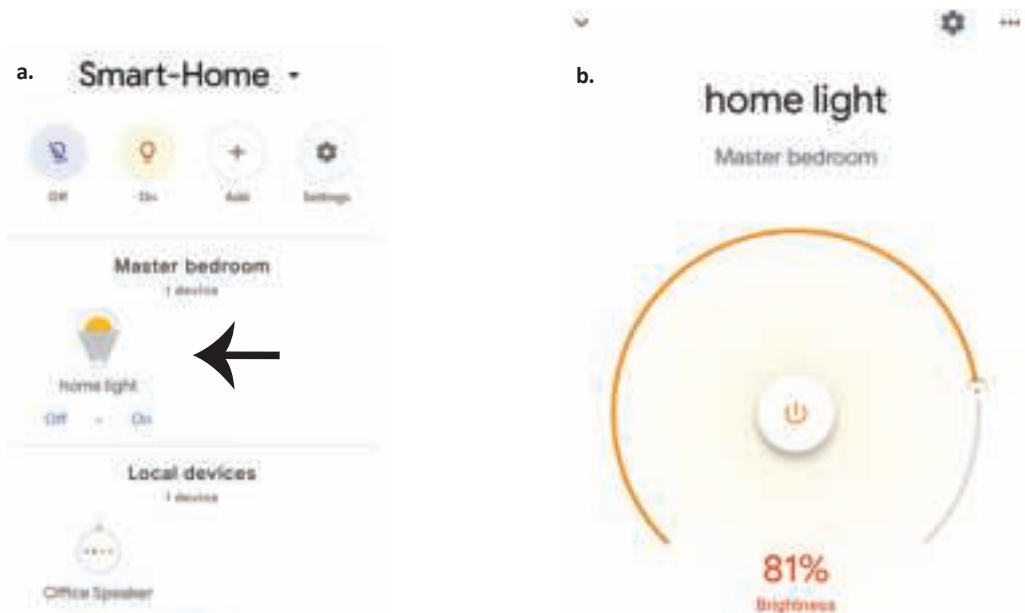 a.
Smart-Home
Off
On
Add
Settings
Master bedroom
1 device
home light
Off
On
Local devices
1 device
Office Speaker
b.
home light
Master bedroom
81%
Brightness